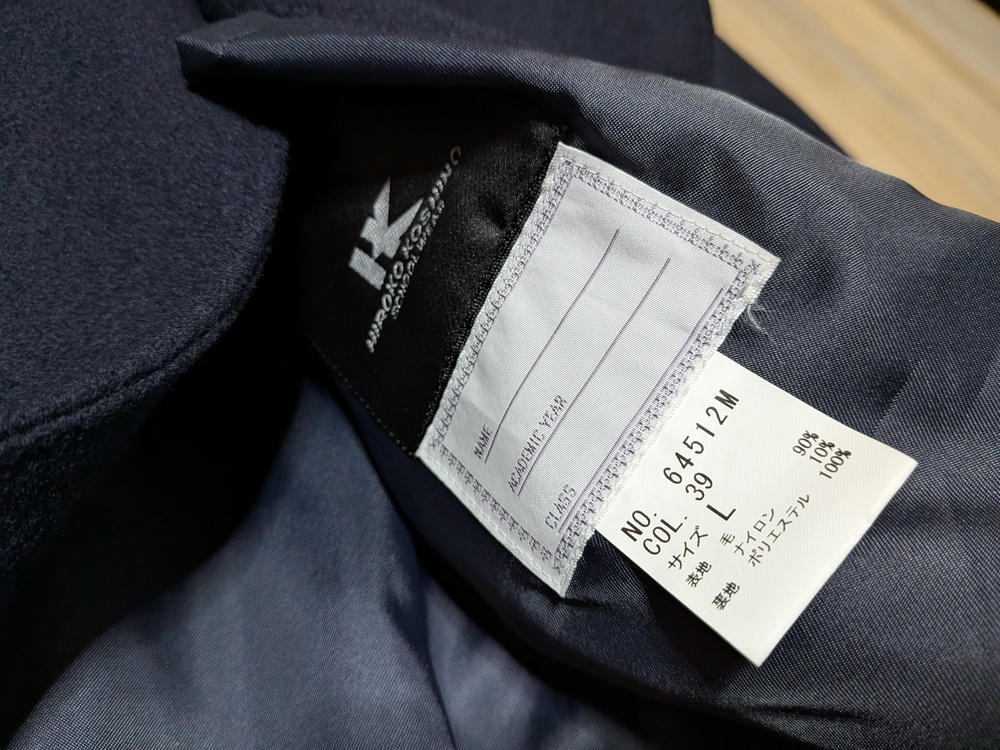 HIROKO KOSHINO
SCHOOL WEAR
NAME
ACADEMIC YEAR
CLASS
NO. 64512M
COL. 39
サイズ L
表地 毛 90%
ナイロン 10%
裏地 ポリエステル 100%